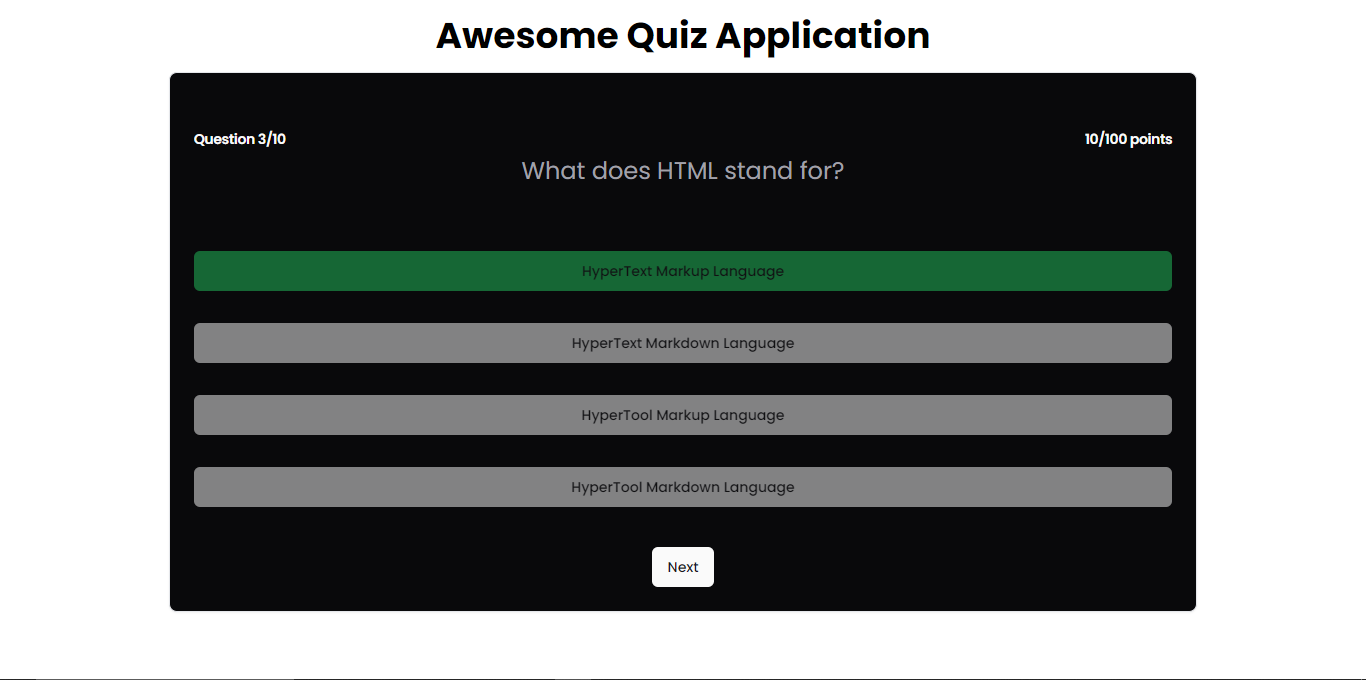 Awesome Quiz Application
Question 3/10
10/100 points
What does HTML stand for?
HyperText Markup Language
HyperText Markdown Language
HyperTool Markup Language
HyperTool Markdown Language
Next